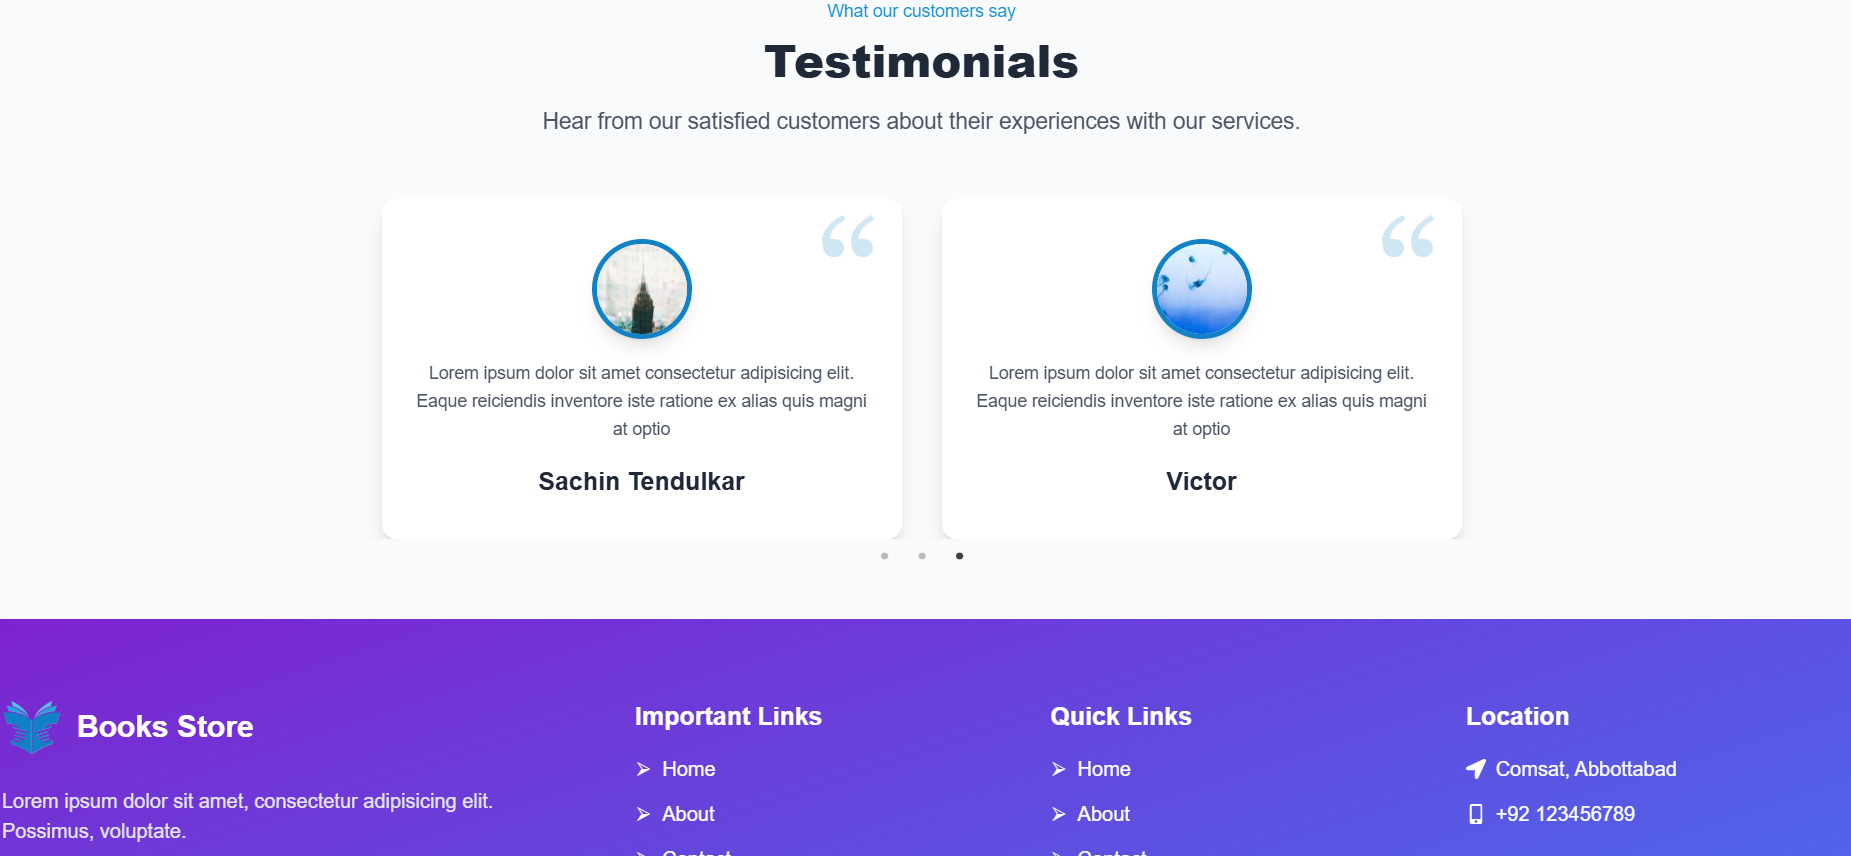 What our customers say
Testimonials
Hear from our satisfied customers about their experiences with our services.
Lorem ipsum dolor sit amet consectetur adipisicing elit.
Eaque reiciendis inventore iste ratione ex alias quis magni
at optio
Sachin Tendulkar
Lorem ipsum dolor sit amet consectetur adipisicing elit.
Eaque reiciendis inventore iste ratione ex alias quis magni
at optio
Victor
Books Store
Lorem ipsum dolor sit amet, consectetur adipisicing elit.
Possimus, voluptate.
Important Links
Home
About
Contact
Quick Links
Home
About
Contact
Location
Comsat, Abbottabad
+92 123456789